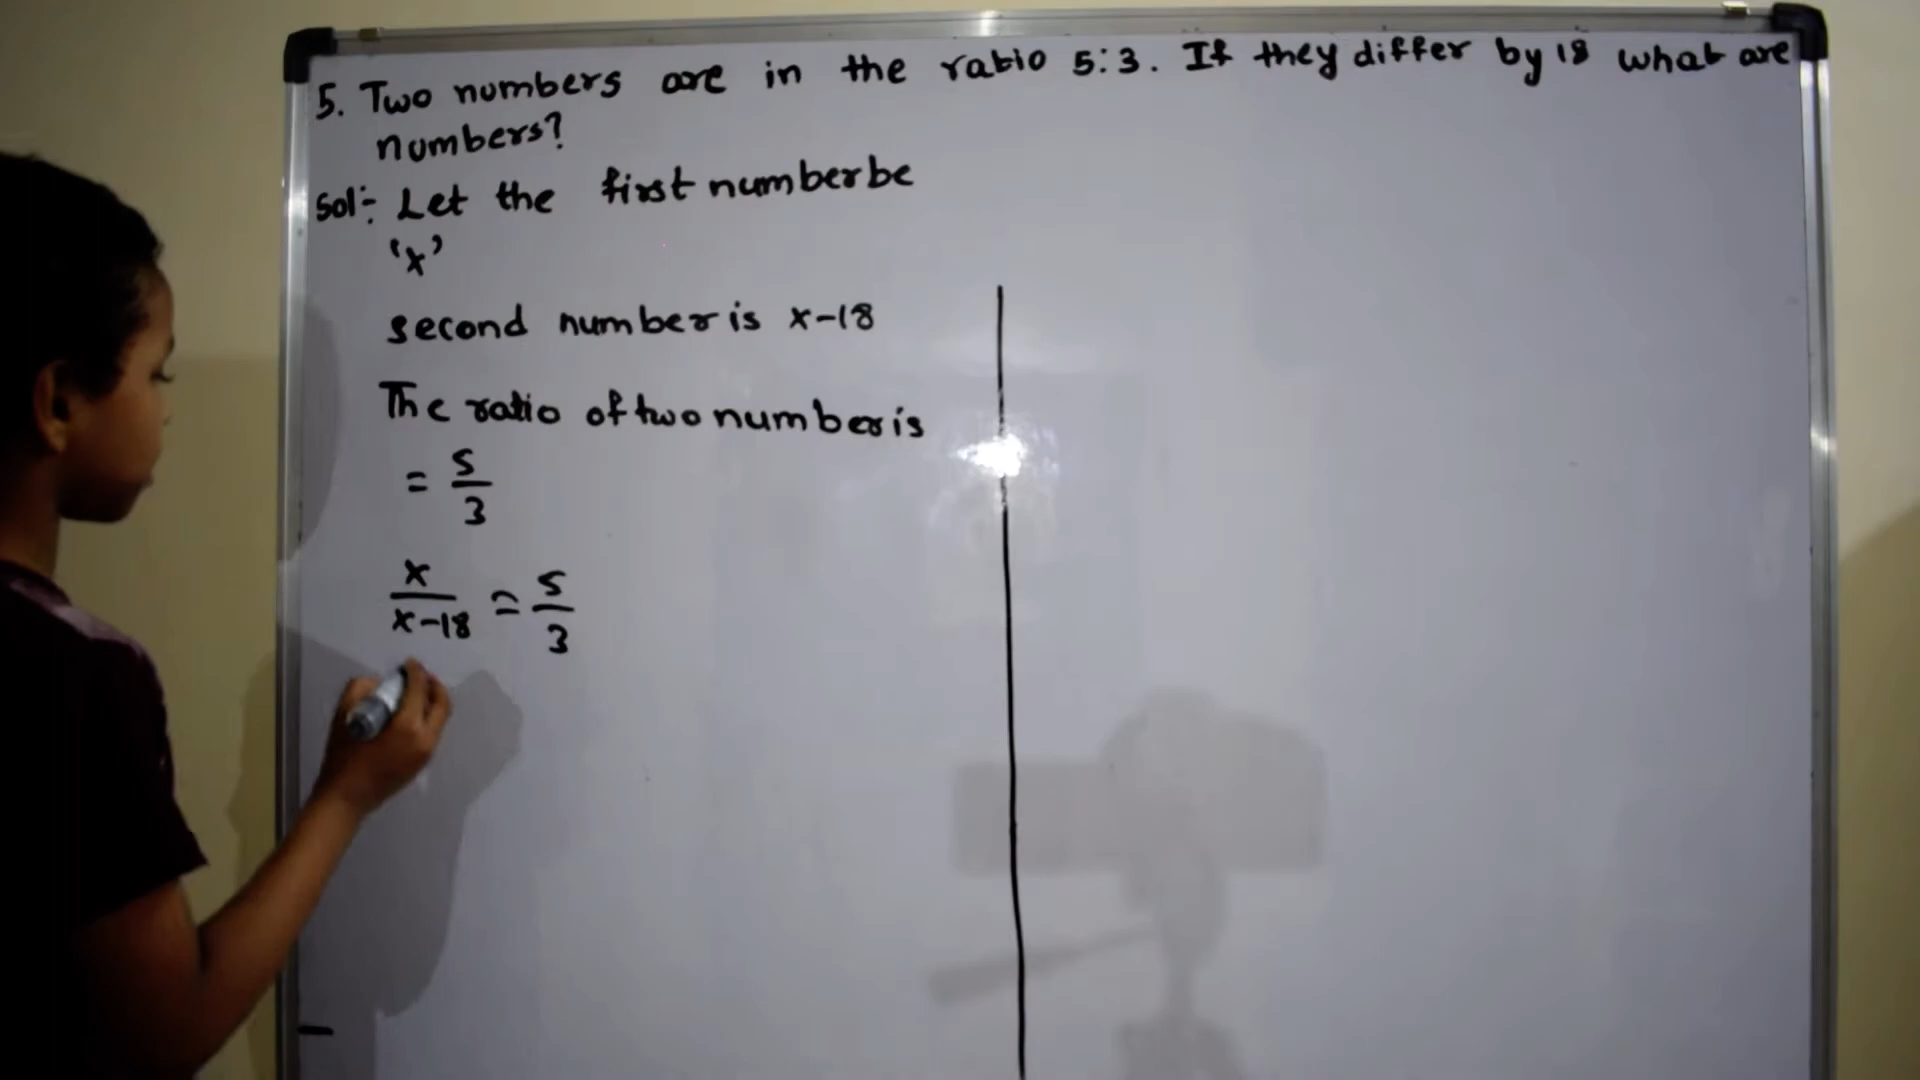 5. Two numbers are in the ratio 5:3. If they differ by 18 what are
numbers?
Sol:- Let the first number be
'x'
second number is x-18
The ratio of two number is
= 5/3
x/x-18 = 5/3